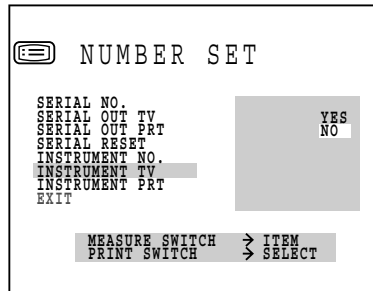 NUMBER SET
SERIAL NO.
SERIAL OUT TV
SERIAL OUT PRT
SERIAL RESET
INSTRUMENT NO.
INSTRUMENT TV
INSTRUMENT PRT
EXIT
YES
NO
MEASURE SWITCH → ITEM
PRINT SWITCH → SELECT